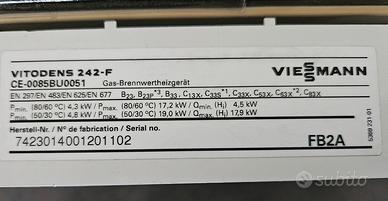 VITODENS 242-F
VIESMANN
CE-0085BU0051 Gas-Brennwertheizgerät
EN 297/EN 483/EN 625/EN 677 B23, B23P*3, B33, C13X, C33S*1, C33X, C53X, C63X*2, C83X
Pmin. (80/60 °C) 4,3 kW / Pmax. (80/60 °C) 17,2 kW / Qmin. (Hi) 4,5 kW
Pmin. (50/30 °C) 4,8 kW / Pmax. (50/30 °C) 19,0 kW / Qmax. (Hi) 17,9 kW
Herstell-Nr. / N° de fabrication / Serial no.
7423014001201102
FB2A
5369 231-01
subito